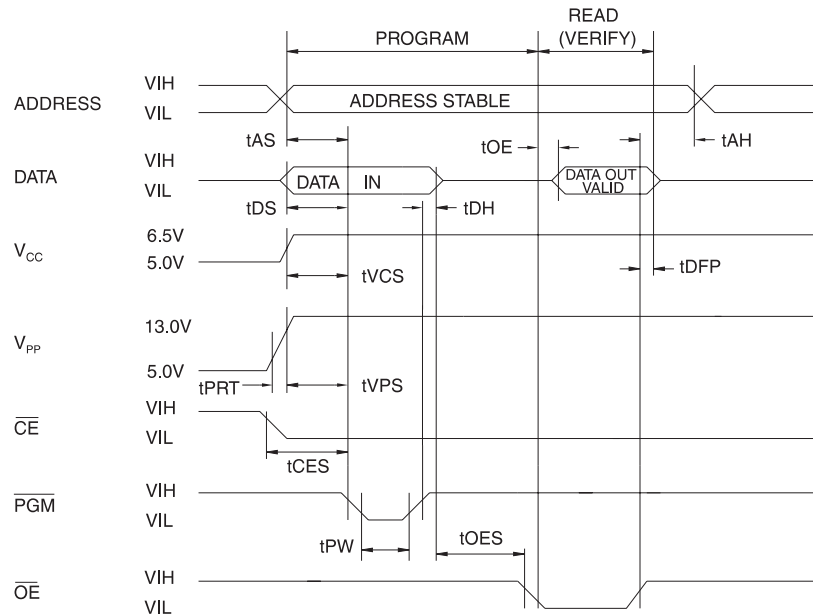 READ
PROGRAM (VERIFY)
ADDRESS VIH
VIL ADDRESS STABLE
tAS tOE tAH
DATA VIH
VIL DATA IN DATA OUT
VALID
tDS tDH
VCC 6.5V
5.0V tVCS tDFP
VPP 13.0V
5.0V
tPRT tVPS
CE VIH
VIL
tCES
PGM VIH
VIL
tPW tOES
OE VIH
VIL